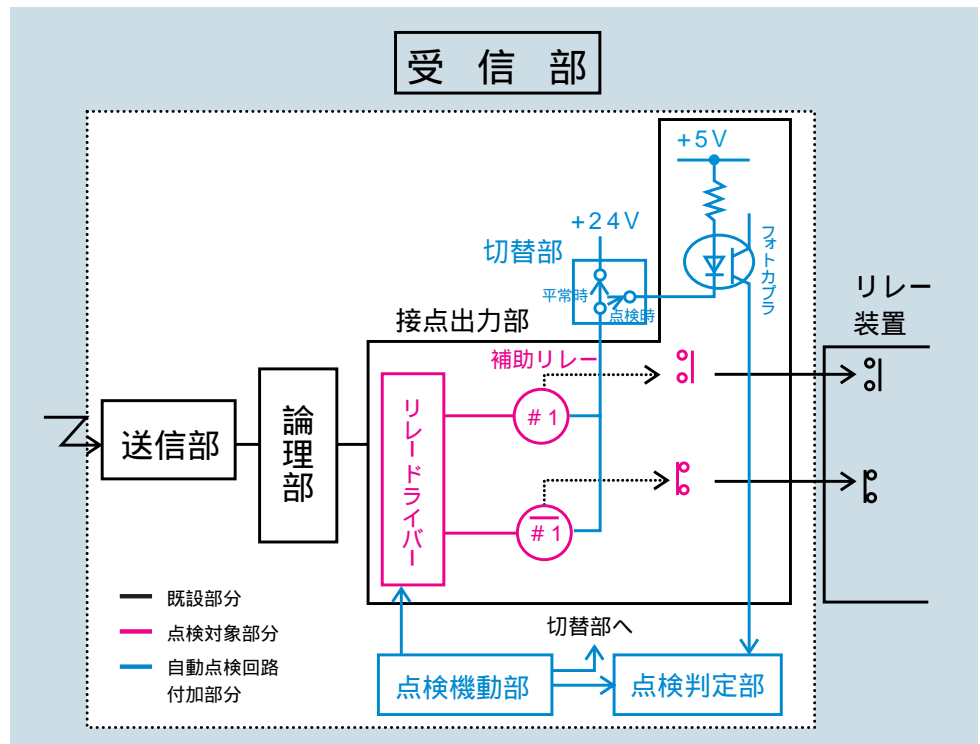 受信部
+5V
+24V
切替部
フォトカプラ
平常時
点検時
リレー
装置
接点出力部
補助リレー
リレードライバー
#1
送信部
論理部
#1
既設部分
点検対象部分
自動点検回路
付加部分
切替部へ
点検機動部
点検判定部